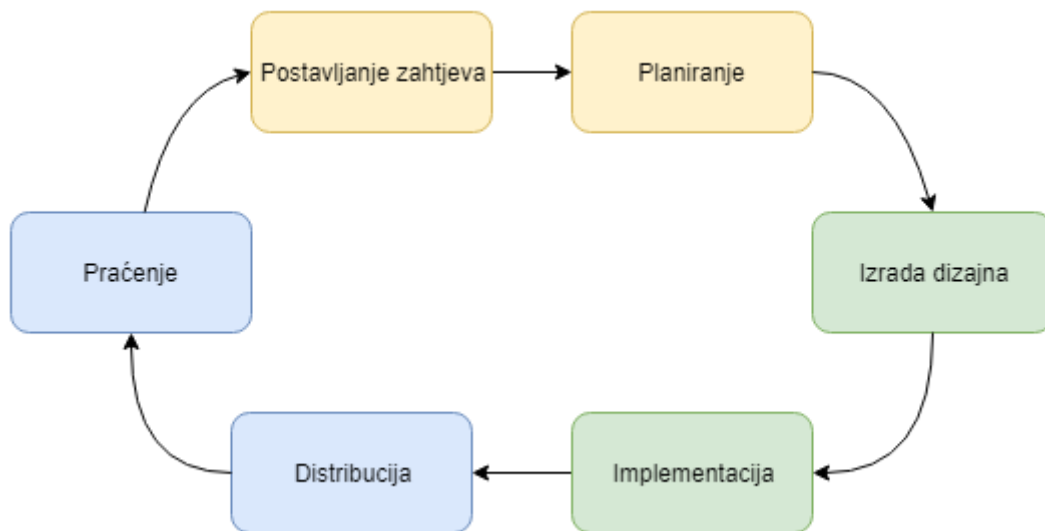 Postavljanje zahtjeva
Planiranje
Izrada dizajna
Implementacija
Distribucija
Praćenje